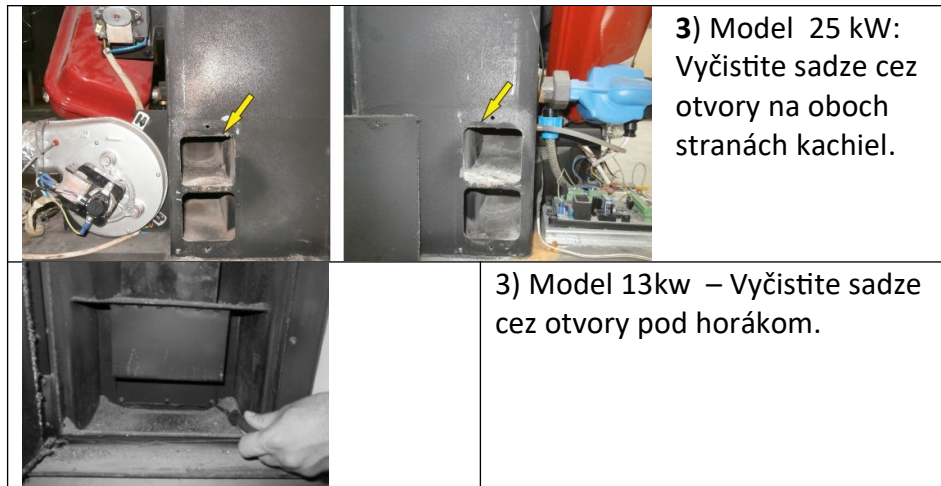 3) Model 25 kW:
Vyčistite sadze cez
otvory na oboch
stranách kachiel.
3) Model 13kw – Vyčistite sadze
cez otvory pod horákom.